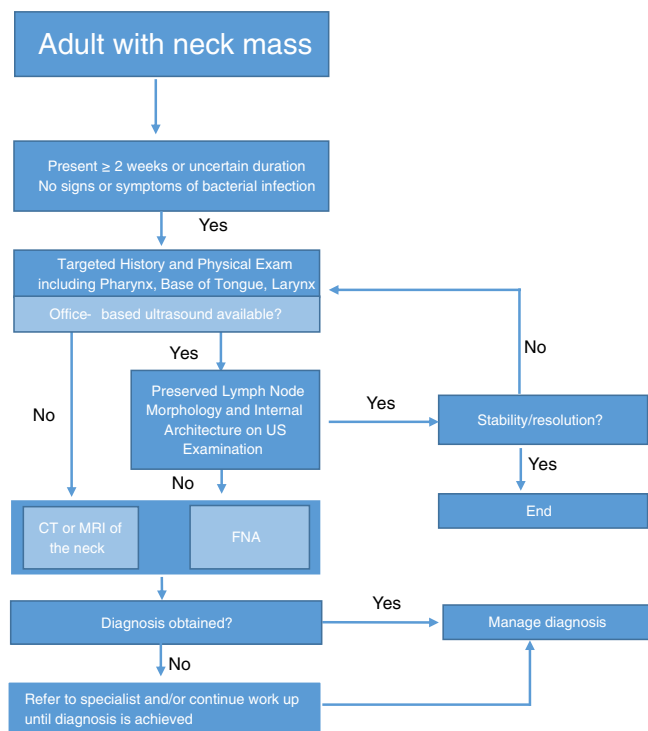 Adult with neck mass
Present ≥ 2 weeks or uncertain duration
No signs or symptoms of bacterial infection
Yes
Targeted History and Physical Exam
including Pharynx, Base of Tongue, Larynx
Office- based ultrasound available?
No
Yes
No
Preserved Lymph Node
Morphology and Internal
Architecture on US
Examination
Yes
Stability/resolution?
No
Yes
CT or MRI of
the neck
FNA
End
Diagnosis obtained?
Yes
Manage diagnosis
No
Refer to specialist and/or continue work up
until diagnosis is achieved